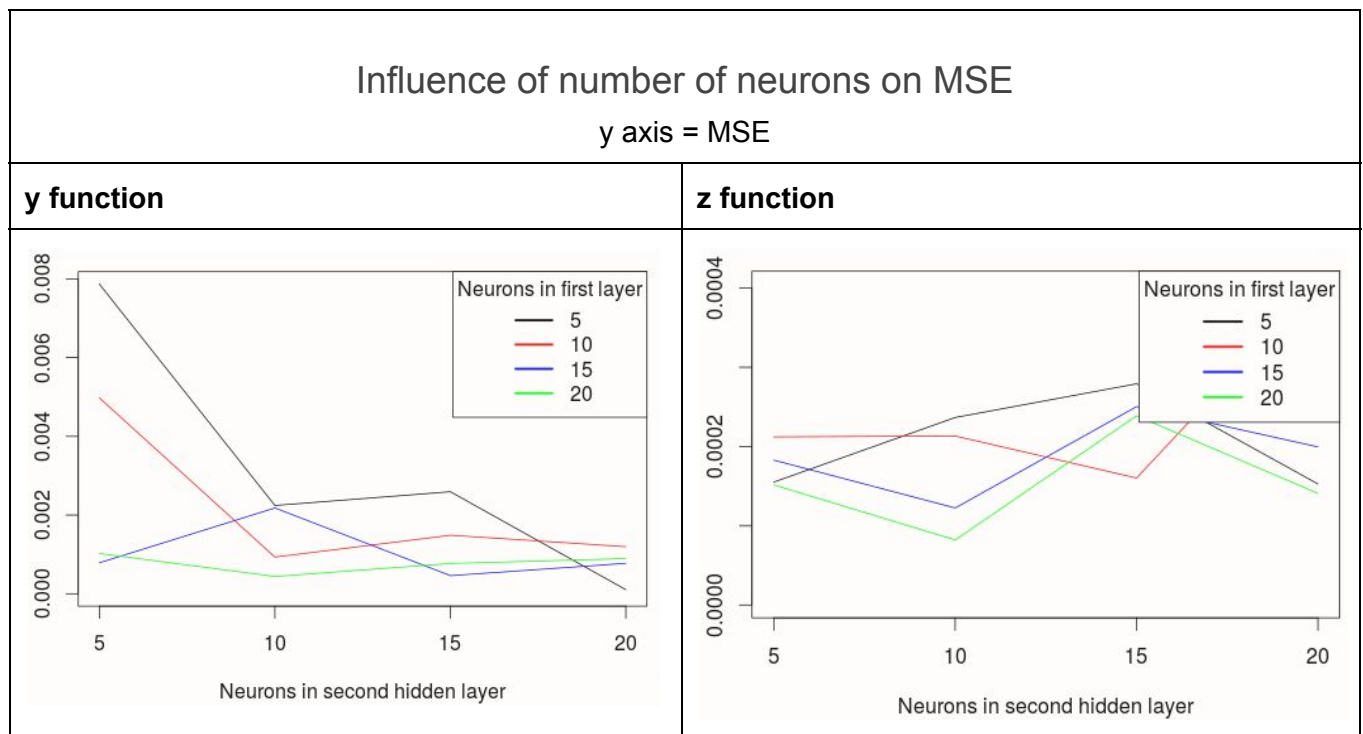 Influence of number of neurons on MSE
y axis = MSE
y function
z function
0.008
0.006
0.004
0.002
0.000
Neurons in first layer
5
10
15
20
5 10 15 20
Neurons in second hidden layer
0.0004
0.0002
0.0000
Neurons in first layer
5
10
15
20
5 10 15 20
Neurons in second hidden layer